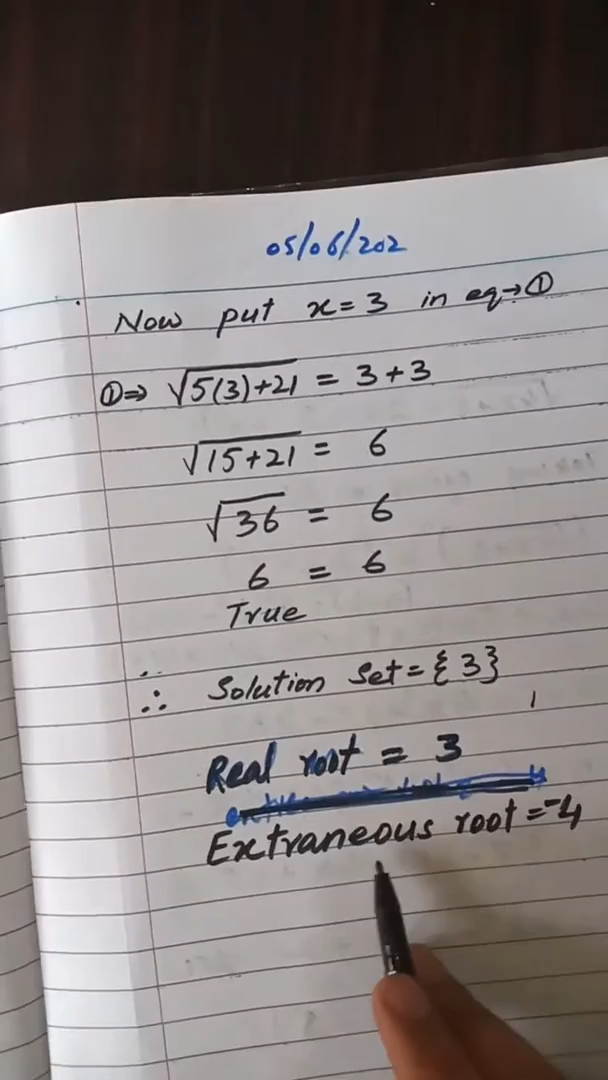 05/06/202
Now put x=3 in eq→①
①⇒ √5(3)+21 = 3+3
√15+21 = 6
√36 = 6
6 = 6
True
∴ Solution Set = {3}
Real root = 3
Extraneous root = -4